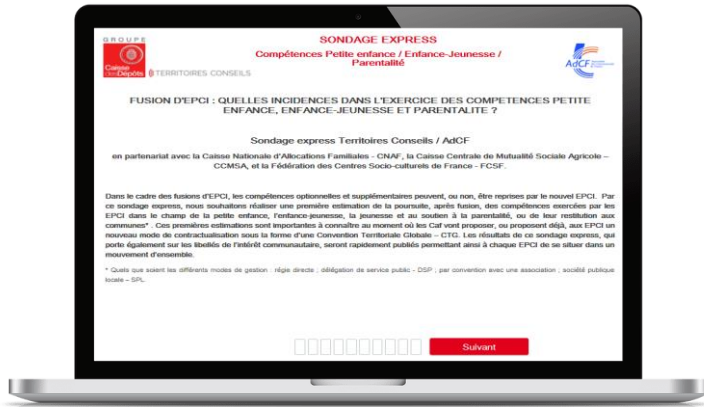 GROUPE
Caisse
des Dépôts
TERRITOIRES CONSEILS
SONDAGE EXPRESS
Compétences Petite enfance / Enfance-Jeunesse /
Parentalité
AdCF
FUSION D'EPCI : QUELLES INCIDENCES DANS L'EXERCICE DES COMPETENCES PETITE
ENFANCE, ENFANCE-JEUNESSE ET PARENTALITE ?
Sondage express Territoires Conseils / AdCF
en partenariat avec la Caisse Nationale d'Allocations Familiales - CNAF, la Caisse Centrale de Mutualité Sociale Agricole –
CCMSA, et la Fédération des Centres Socio-culturels de France - FCSF.
Dans le cadre des fusions d'EPCI, les compétences optionnelles et supplémentaires peuvent, ou non, être reprises par le nouvel EPCI. Par
ce sondage express, nous souhaitons réaliser une première estimation de la poursuite, après fusion, des compétences exercées par les
EPCI dans le champ de la petite enfance, l'enfance-jeunesse, la jeunesse et au soutien à la parentalité, ou de leur restitution aux
communes* . Ces premières estimations sont importantes à connaître au moment où les Caf vont proposer, ou proposent déjà, aux EPCI un
nouveau mode de contractualisation sous la forme d'une Convention Territoriale Globale – CTG. Les résultats de ce sondage express, qui
porte également sur les libellés de l'intérêt communautaire, seront rapidement publiés permettant ainsi à chaque EPCI de se situer dans un
mouvement d'ensemble.
* Quels que soient les différents modes de gestion : régie directe ; délégation de service public - DSP ; par convention avec une association ; société publique
locale – SPL.
Suivant